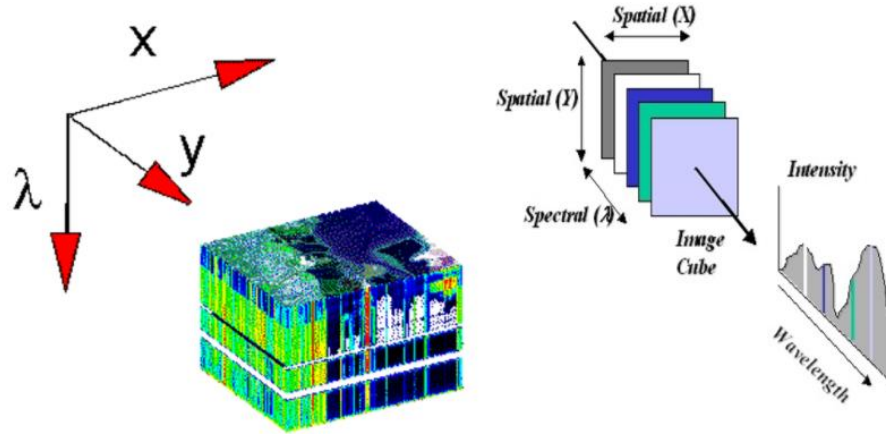 x
y
λ
Spatial (X)
Spatial (Y)
Spectral (λ)
Image
Cube
Intensity
Wavelength